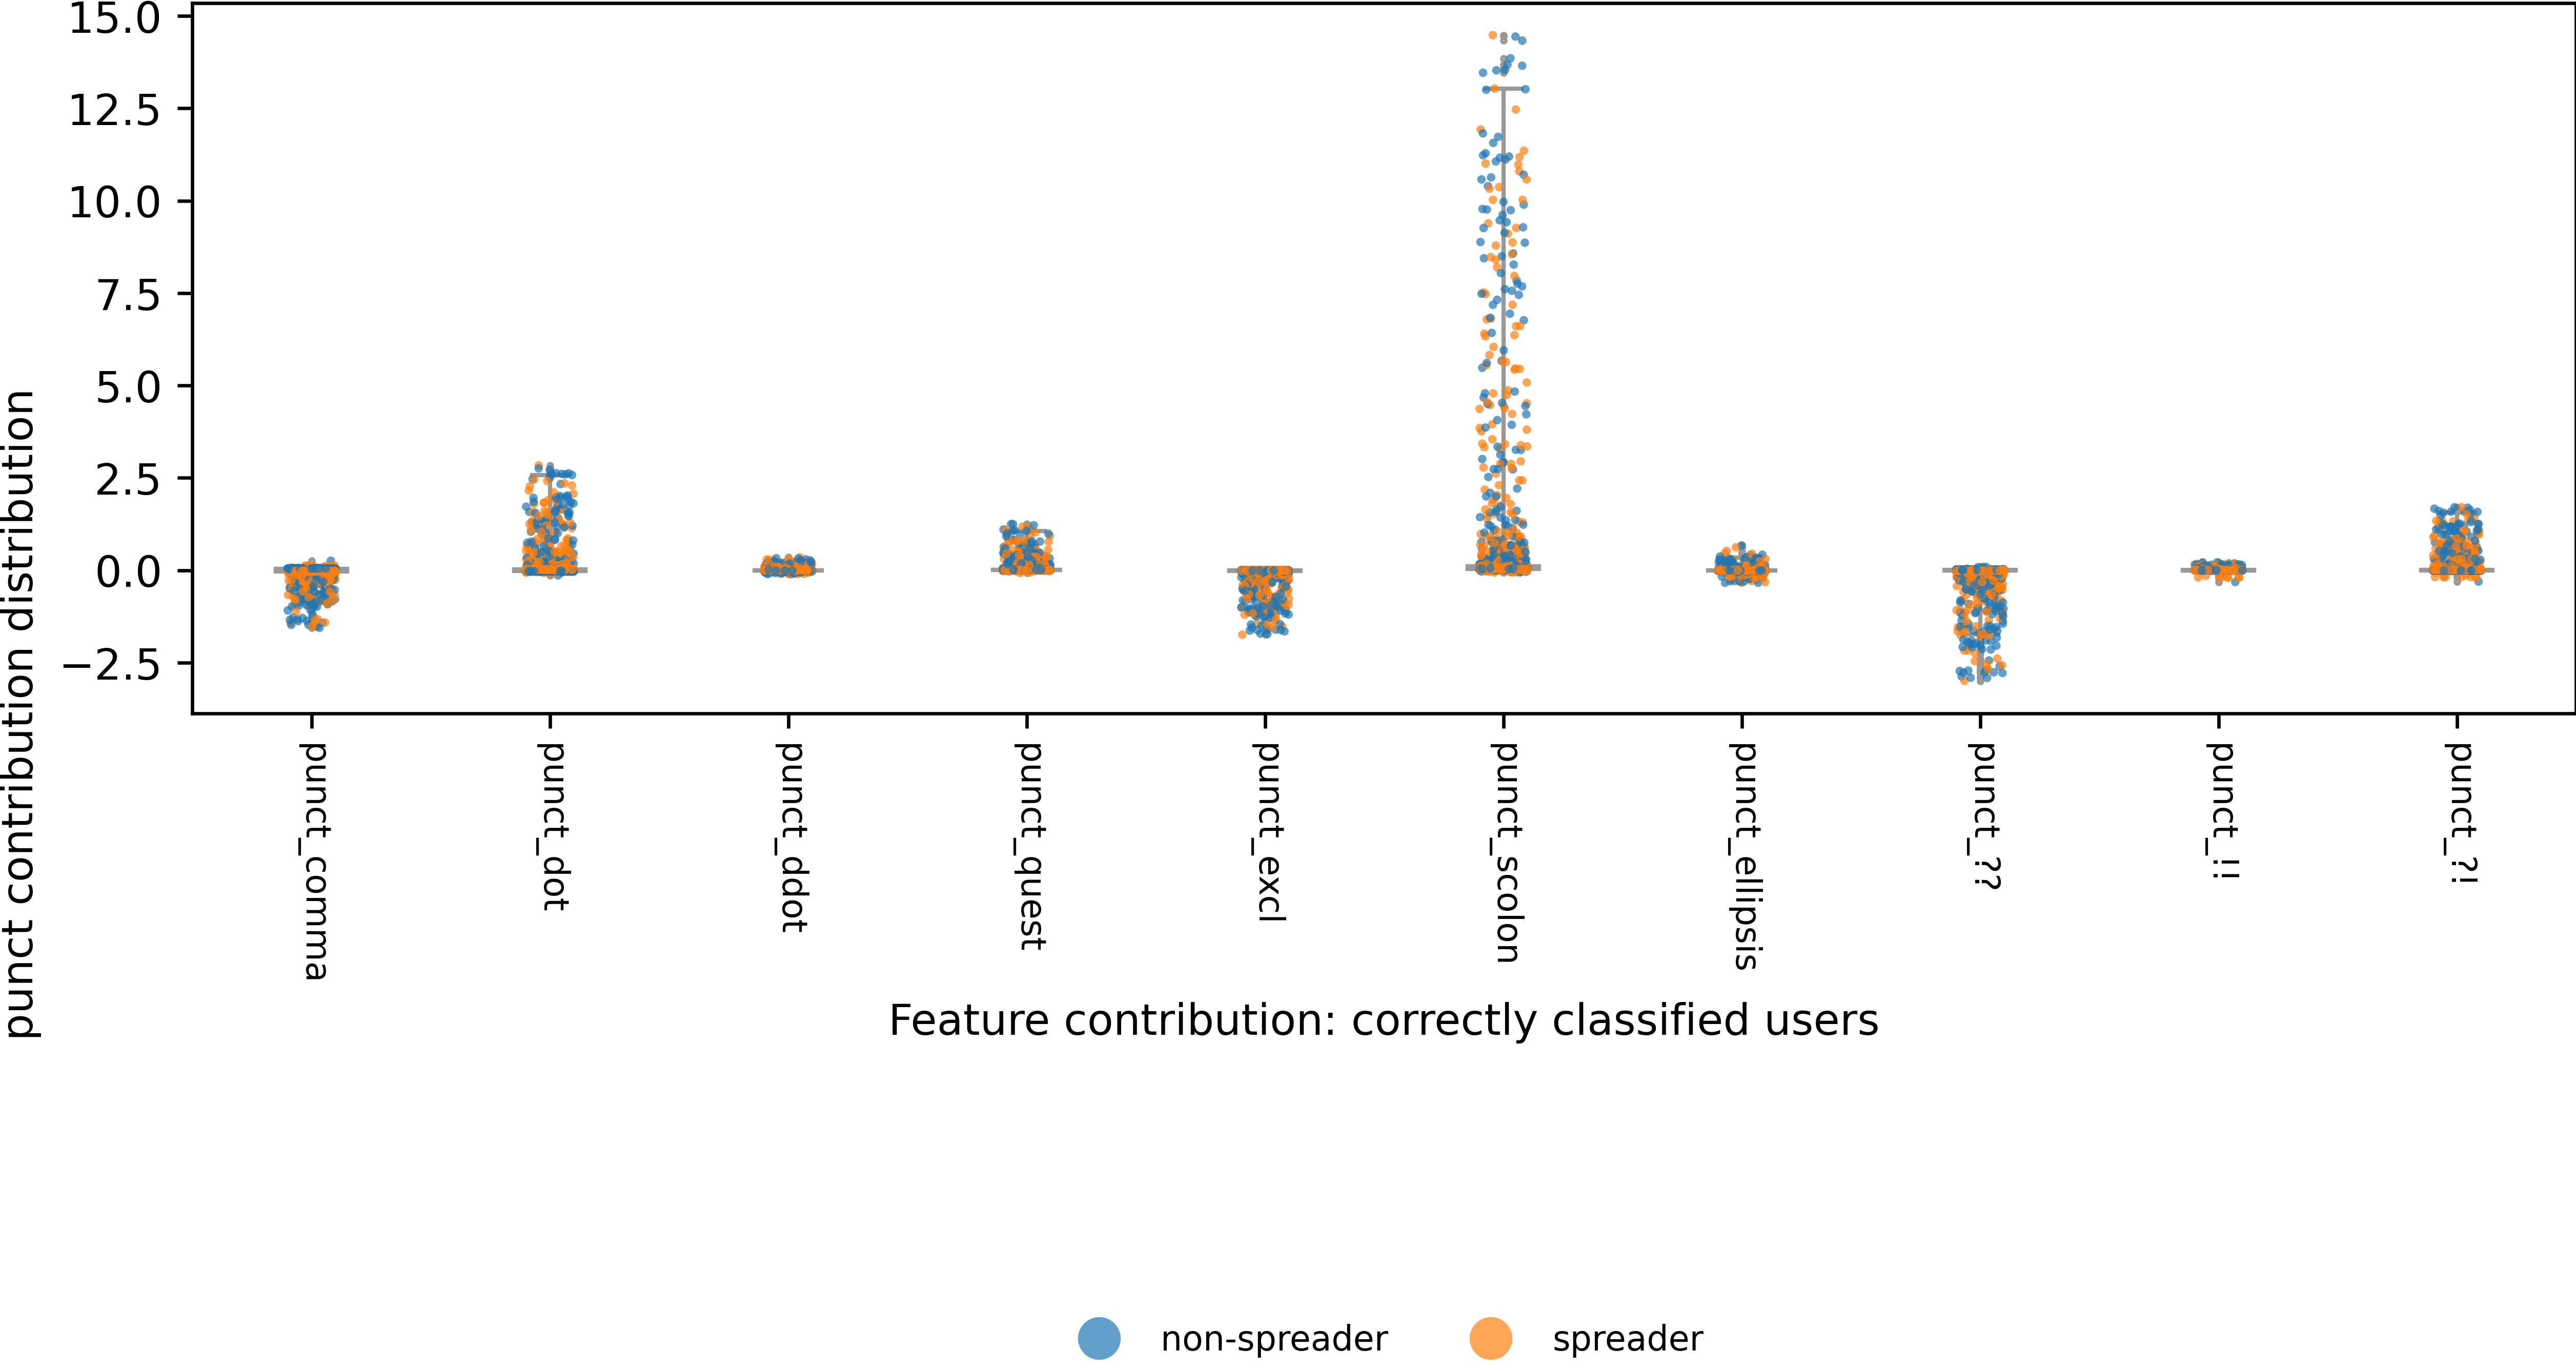 punct contribution distribution
15.0
12.5
10.0
7.5
5.0
2.5
0.0
−2.5
punct_comma
punct_dot
punct_ddot
punct_quest
punct_excl
punct_scolon
punct_ellipsis
punct_??
punct_!!
punct_?!
Feature contribution: correctly classified users
non-spreader
spreader